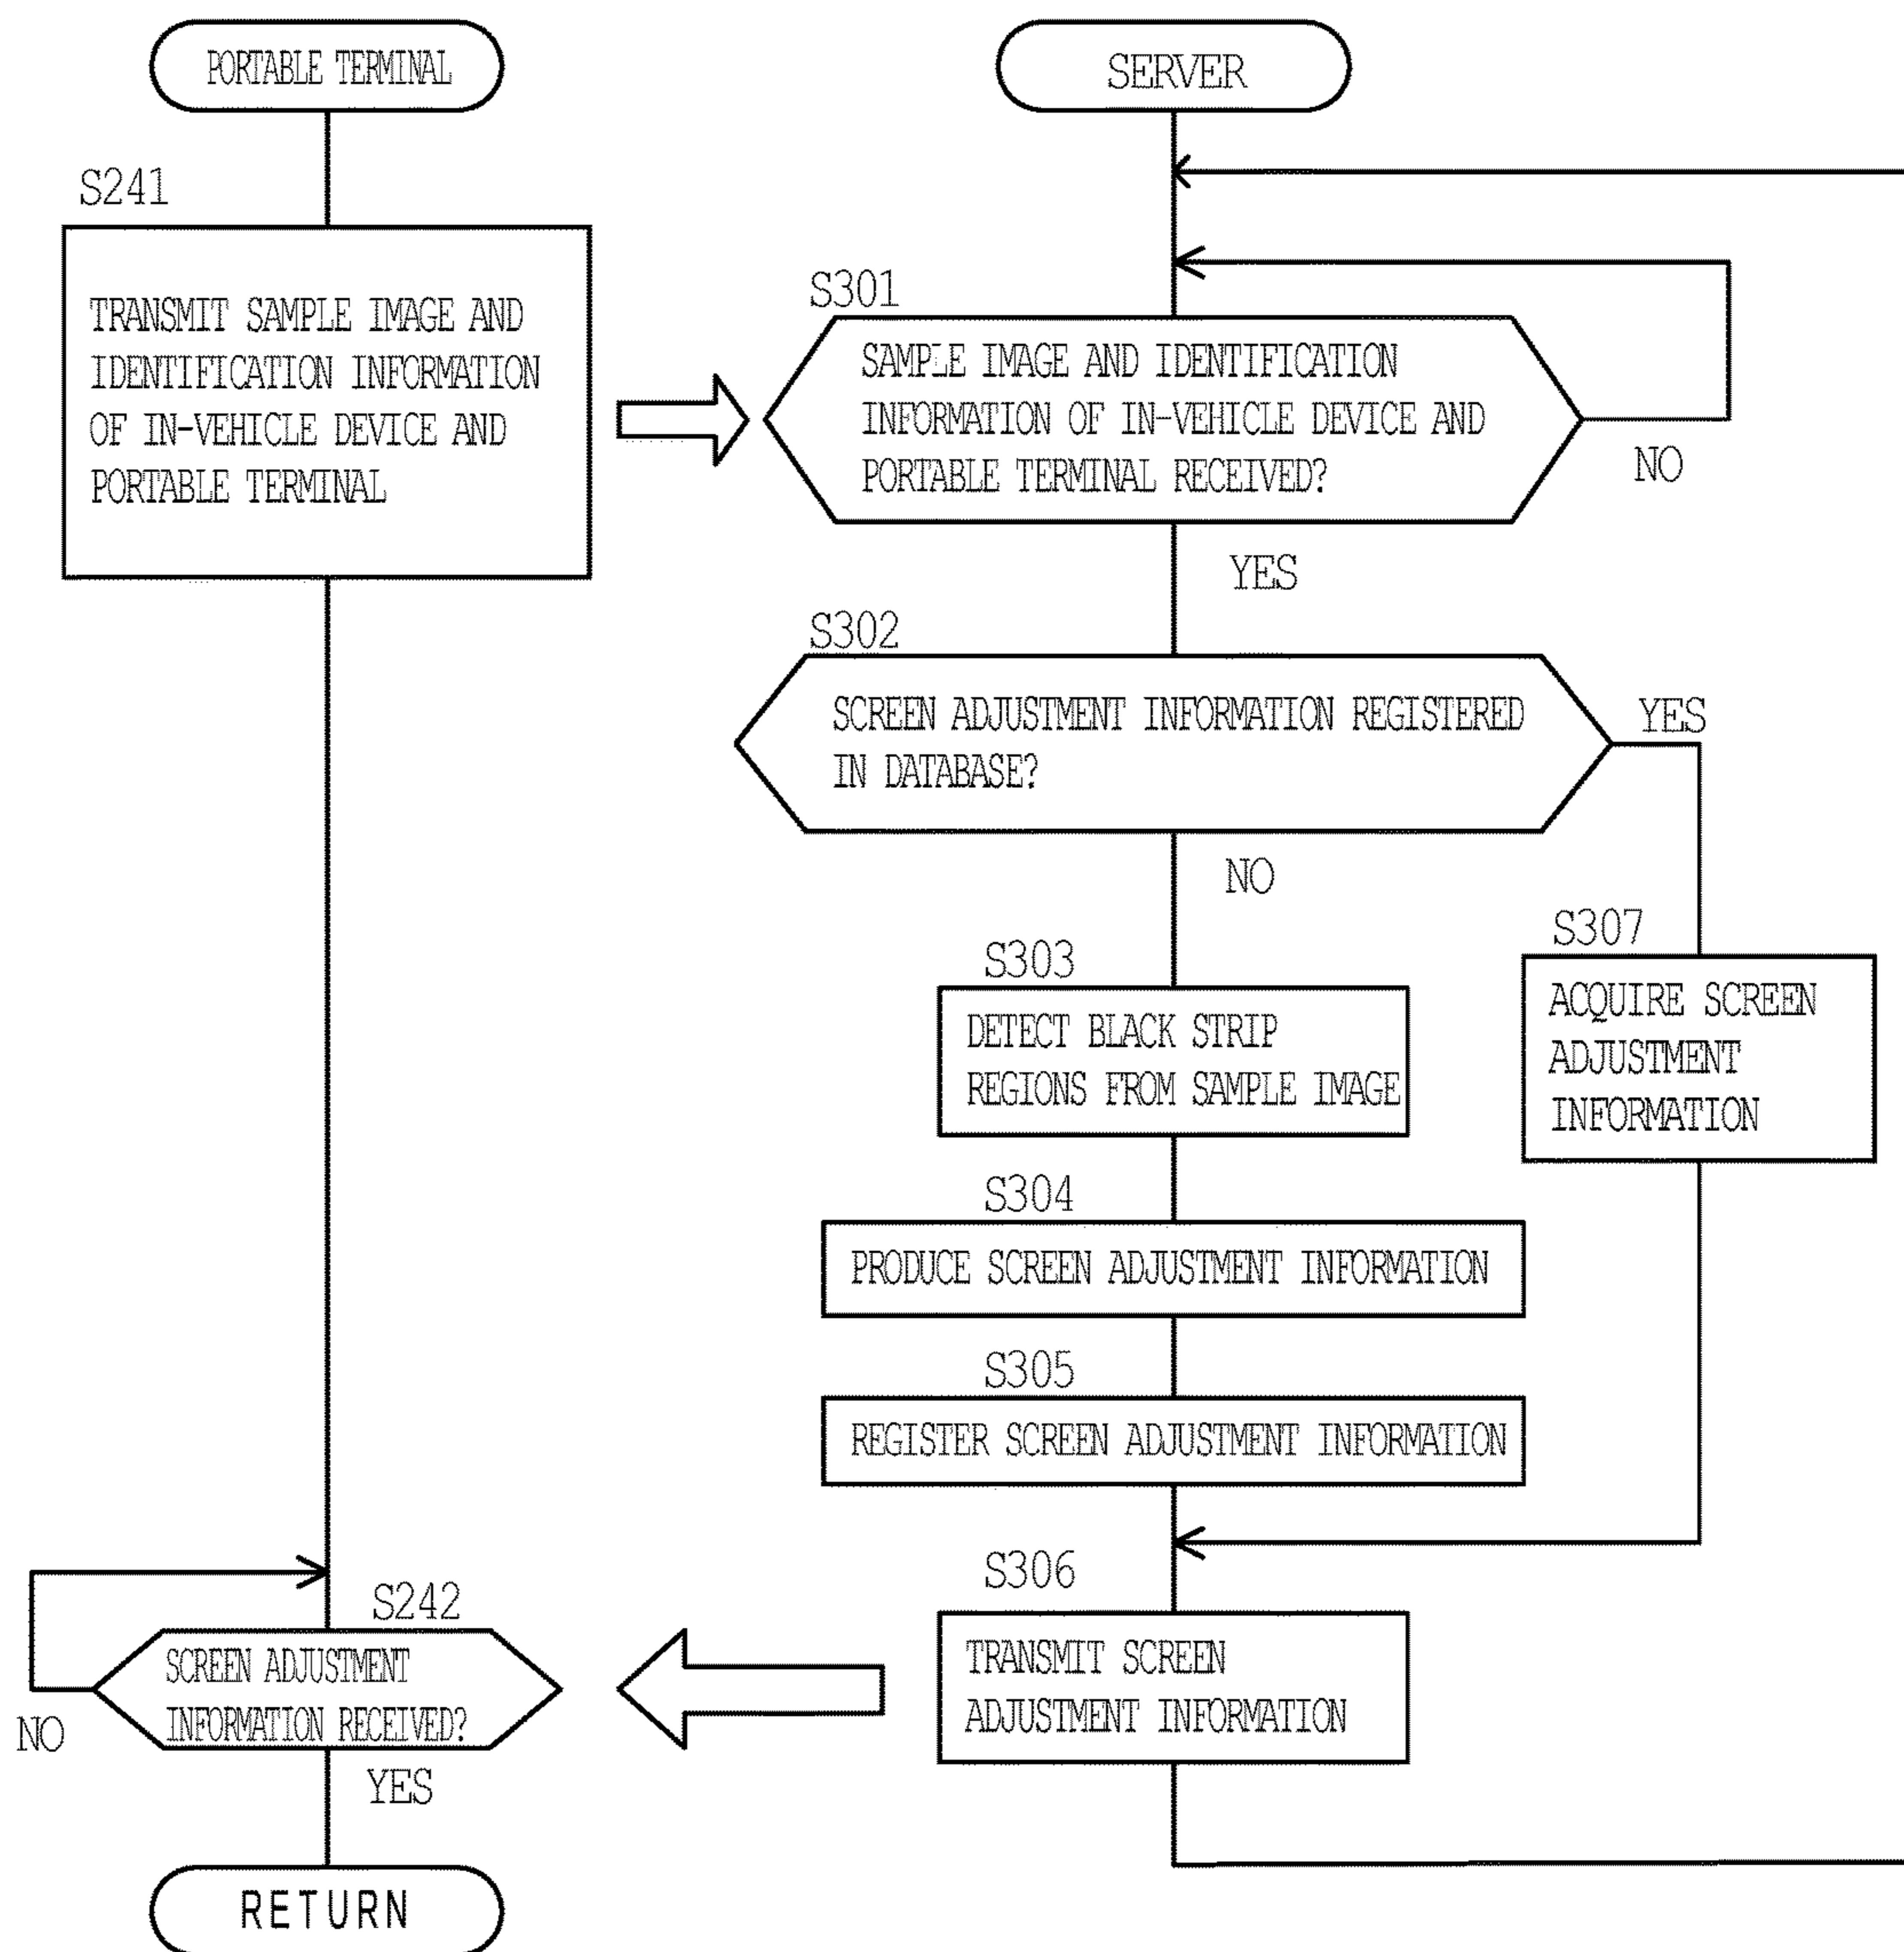 PORTABLE TERMINAL
SERVER
S241
TRANSMIT SAMPLE IMAGE AND
IDENTIFICATION INFORMATION
OF IN-VEHICLE DEVICE AND
PORTABLE TERMINAL
S301
SAMPLE IMAGE AND IDENTIFICATION
INFORMATION OF IN-VEHICLE DEVICE AND
PORTABLE TERMINAL RECEIVED?
NO
YES
S302
SCREEN ADJUSTMENT INFORMATION REGISTERED
IN DATABASE?
YES
NO
S303
DETECT BLACK STRIP
REGIONS FROM SAMPLE IMAGE
S307
ACQUIRE SCREEN
ADJUSTMENT
INFORMATION
S304
PRODUCE SCREEN ADJUSTMENT INFORMATION
S305
REGISTER SCREEN ADJUSTMENT INFORMATION
S306
TRANSMIT SCREEN
ADJUSTMENT INFORMATION
S242
SCREEN ADJUSTMENT
INFORMATION RECEIVED?
NO
YES
RETURN